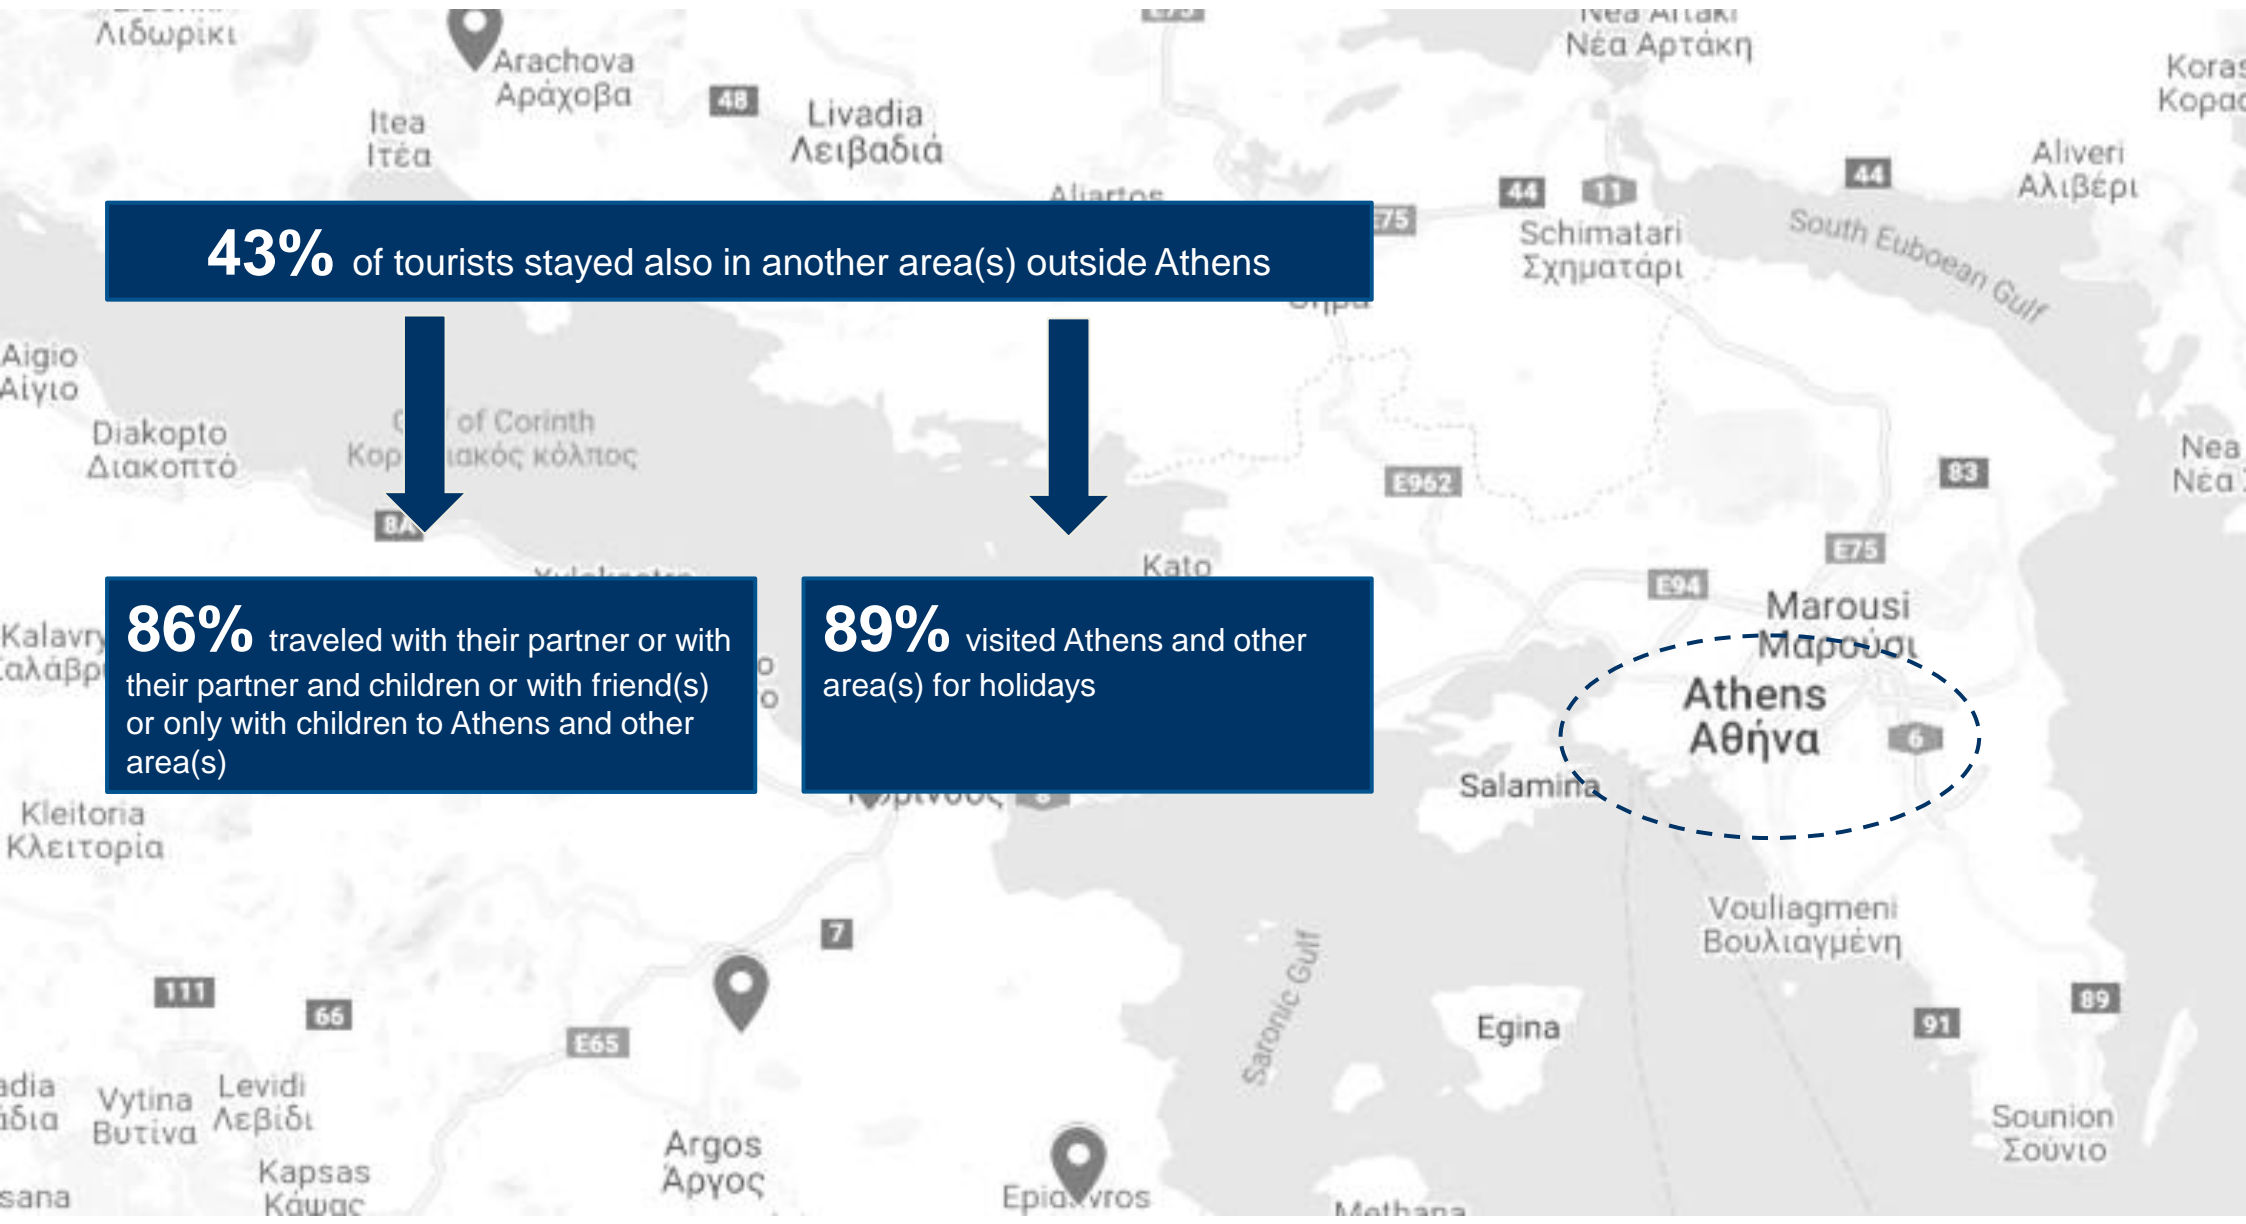 Λιδωρίκι
Arachova
Αράχοβα
Νέα Αρτάκη
48
Livadia
Λειβαδιά
Itea
Ιτέα
Aliveri
Αλιβέρι
44
44
11
Schimatari
Σχηματάρι
South Euboean Gulf
43% of tourists stayed also in another area(s) outside Athens
Aigio
Αίγιο
Diakopto
Διακοπτό
of Corinth
κόλπος
E962
83
Nea
Νέα
E75
E94
Kato
Marousi
Μαρούσι
86% traveled with their partner or with
their partner and children or with friend(s)
or only with children to Athens and other
area(s)
89% visited Athens and other
area(s) for holidays
Athens
Αθήνα
6
Salamina
Kleitoria
Κλειτορία
7
Vouliagmeni
Βουλιαγμένη
Saronic Gulf
111
66
E65
Egina
91
89
Vytina
Βυτίνα
Levidi
Λεβίδι
Argos
Άργος
Kapsas
Sounion
Σούνιο